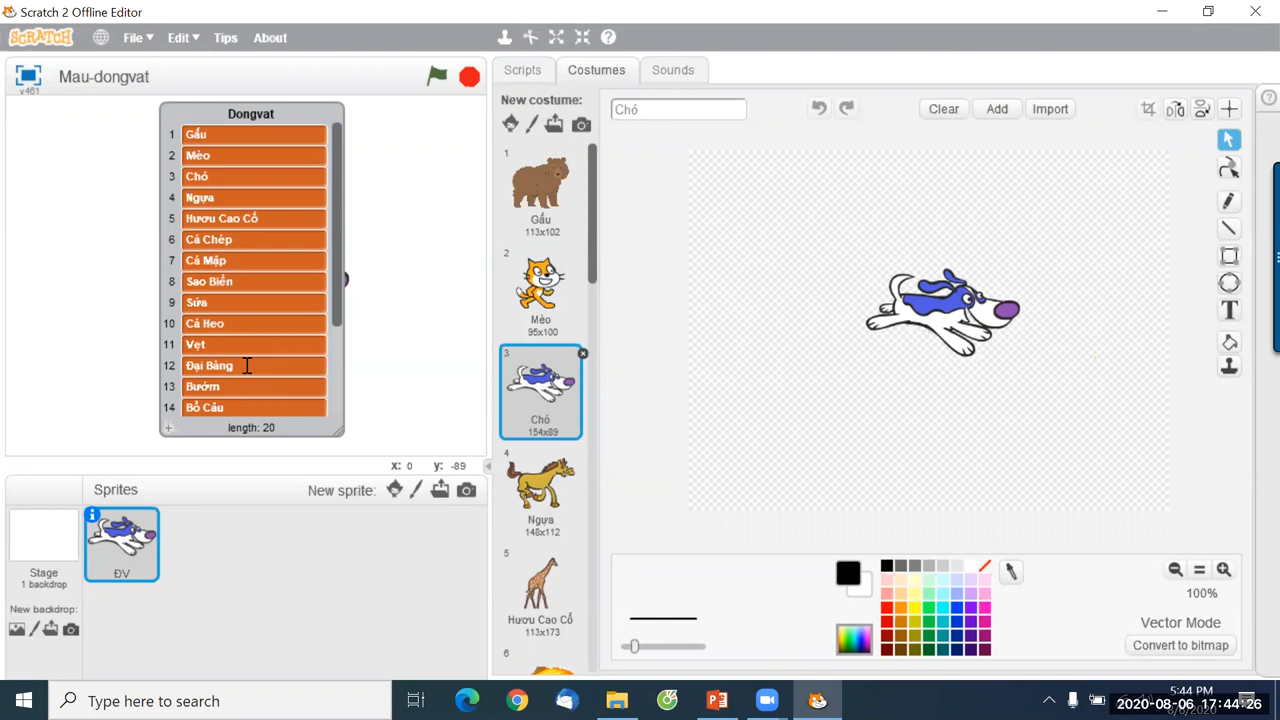 Scratch 2 Offline Editor
SCRATCH File Edit Tips About
v461 Mau-dongvat
Dongvat
1 Gấu
2 Mèo
3 Chó
4 Ngựa
5 Hươu Cao Cổ
6 Cá Chép
7 Cá Mập
8 Sao Biển
9 Sứa
10 Cá Heo
11 Vẹt
12 Đại Bàng
13 Bướm
14 Bồ Câu
+ length: 20
x: 0 y: -89
Sprites New sprite:
ĐV
Stage
1 backdrop
New backdrop:
Scripts Costumes Sounds
New costume:
1
Gấu
113x102
2
Mèo
95x100
3
Chó
154x89
4
Ngựa
148x112
5
Hươu Cao Cổ
113x173
6
Chó Clear Add Import
T
100%
Vector Mode
Convert to bitmap
Type here to search
5:44 PM
2020-08-06 17:44:26